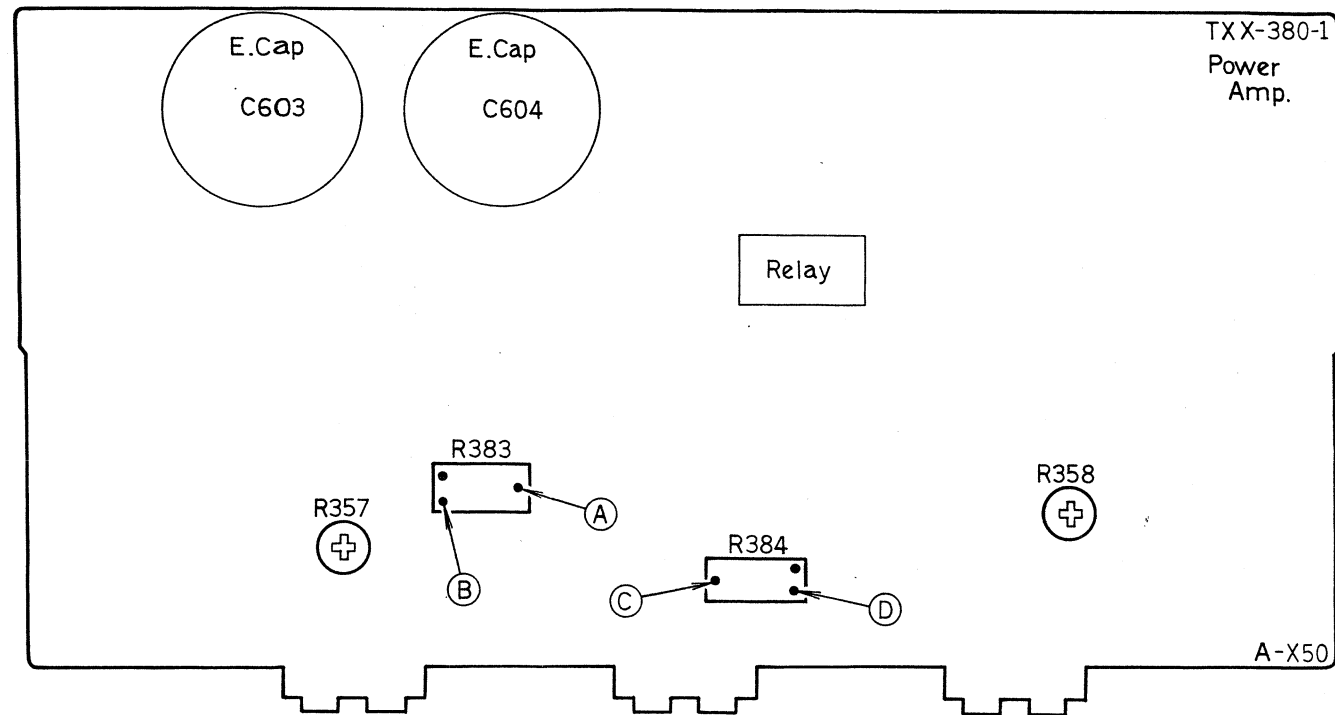 TXX-380-1
Power
Amp.
E.Cap
C603
E.Cap
C604
Relay
R383
A
B
R357
R358
R384
C
D
A-X50